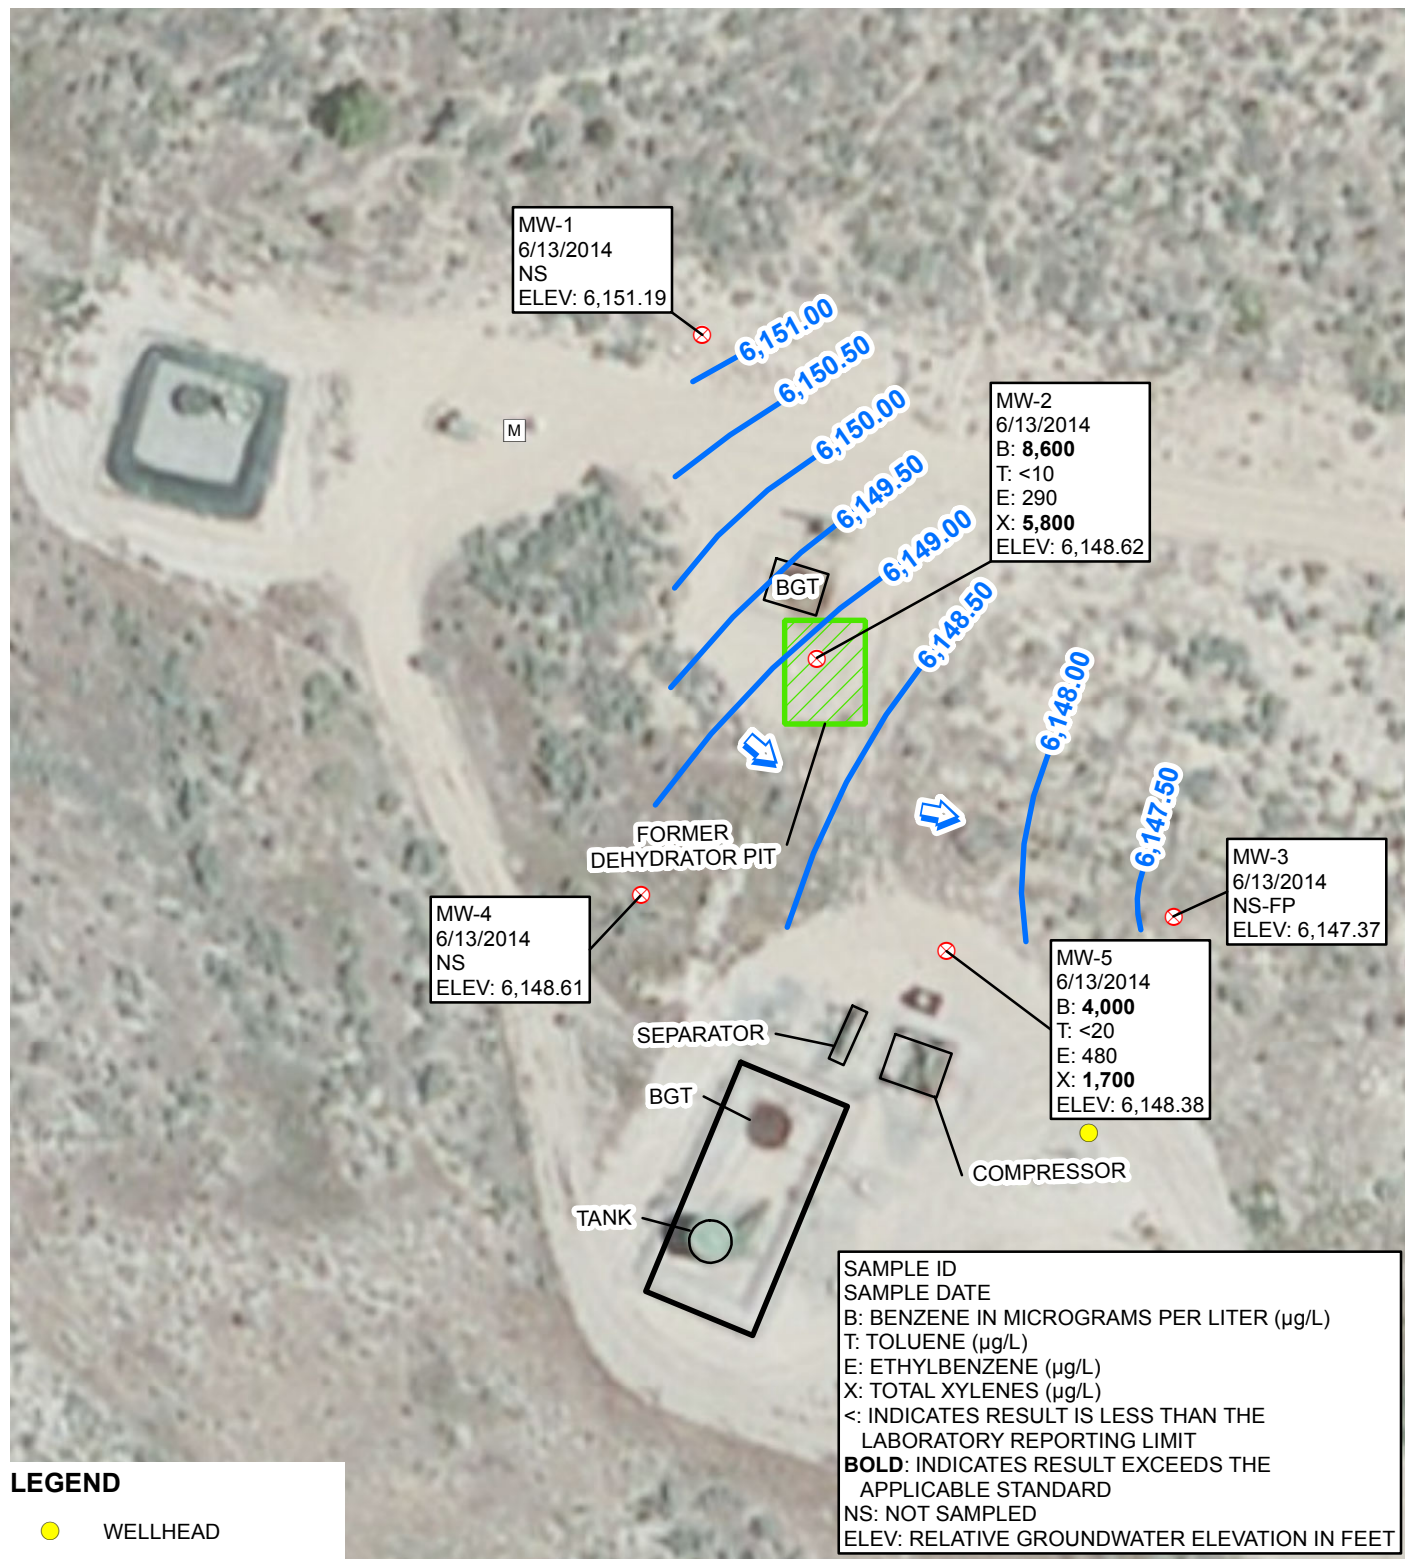 MW-1
6/13/2014
NS
ELEV: 6,151.19
6,151.00
6,150.50
6,150.00
6,149.50
6,149.00
6,148.50
6,148.00
6,147.50
M
MW-2
6/13/2014
B: 8,600
T: <10
E: 290
X: 5,800
ELEV: 6,148.62
BGT
FORMER
DEHYDRATOR PIT
MW-3
6/13/2014
NS-FP
ELEV: 6,147.37
MW-4
6/13/2014
NS
ELEV: 6,148.61
MW-5
6/13/2014
B: 4,000
T: <20
E: 480
X: 1,700
ELEV: 6,148.38
SEPARATOR
BGT
COMPRESSOR
TANK
SAMPLE ID
SAMPLE DATE
B: BENZENE IN MICROGRAMS PER LITER (µg/L)
T: TOLUENE (µg/L)
E: ETHYLBENZENE (µg/L)
X: TOTAL XYLENES (µg/L)
<: INDICATES RESULT IS LESS THAN THE
LABORATORY REPORTING LIMIT
BOLD: INDICATES RESULT EXCEEDS THE
APPLICABLE STANDARD
NS: NOT SAMPLED
ELEV: RELATIVE GROUNDWATER ELEVATION IN FEET
LEGEND
WELLHEAD